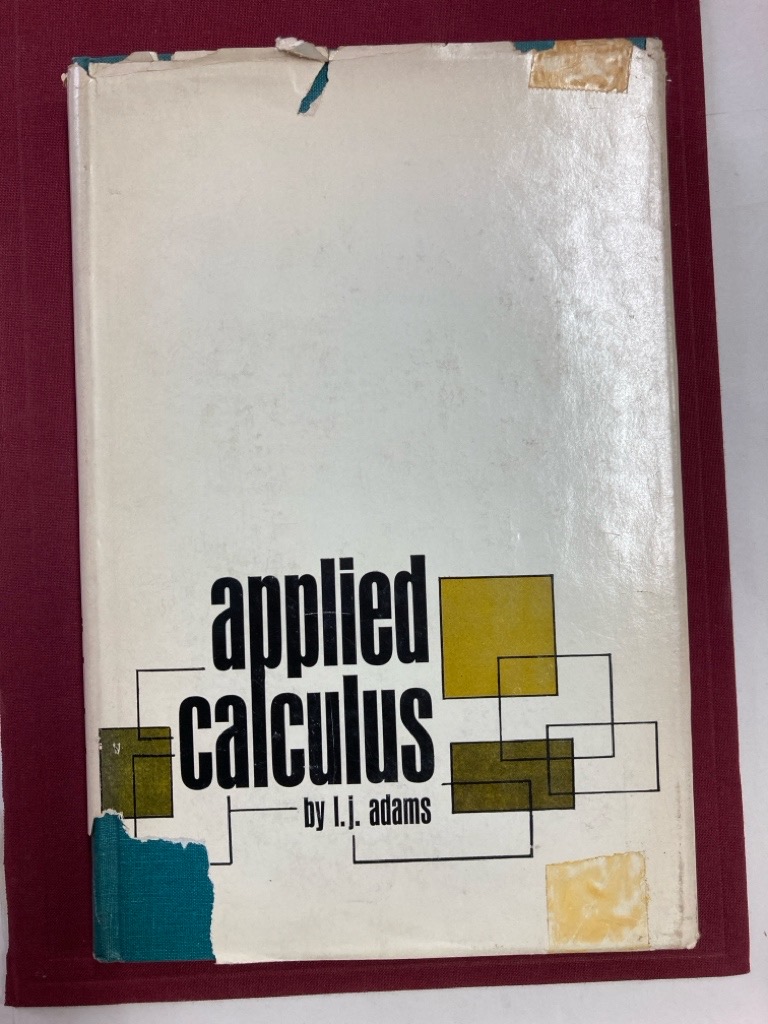 applied
calculus
by l.j. adams